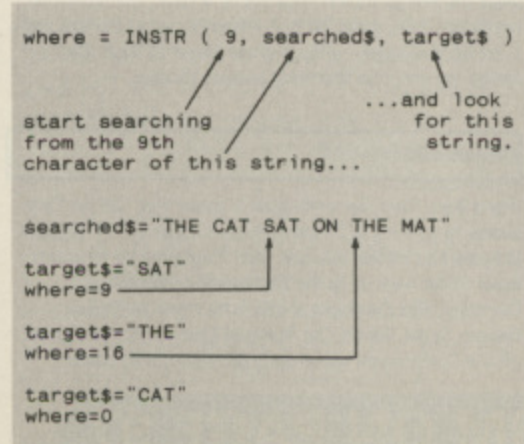 where = INSTR ( 9, searched$, target$ )
start searching
from the 9th
character of this string...
...and look
for this
string.
searched$="THE CAT SAT ON THE MAT"
target$="SAT"
where=9
target$="THE"
where=16
target$="CAT"
where=0